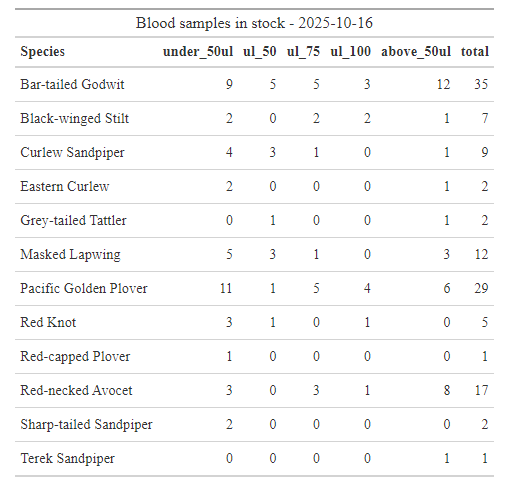 Blood samples in stock - 2025-10-16
Species under_50ul ul_50 ul_75 ul_100 above_50ul total
Bar-tailed Godwit 9 5 5 3 12 35
Black-winged Stilt 2 0 2 2 1 7
Curlew Sandpiper 4 3 1 0 1 9
Eastern Curlew 2 0 0 0 1 2
Grey-tailed Tattler 0 1 0 0 1 2
Masked Lapwing 5 3 1 0 3 12
Pacific Golden Plover 11 1 5 4 6 29
Red Knot 3 1 0 1 0 5
Red-capped Plover 1 0 0 0 0 1
Red-necked Avocet 3 0 3 1 8 17
Sharp-tailed Sandpiper 2 0 0 0 0 2
Terek Sandpiper 0 0 0 0 1 1